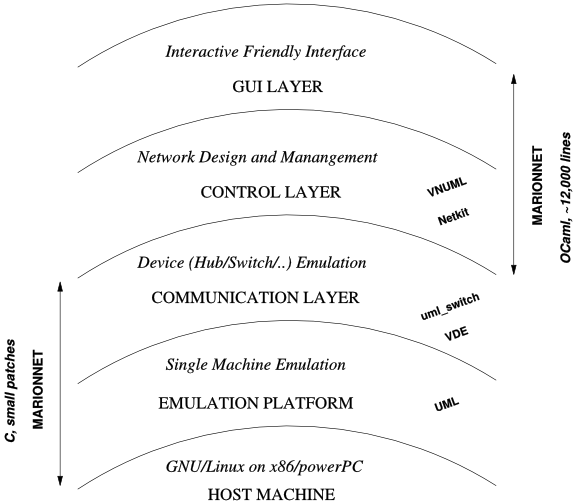 Interactive Friendly Interface
GUI LAYER
Network Design and Manangement
CONTROL LAYER
VNUML
Netkit
MARIONNET
OCaml, ~12,000 lines
Device (Hub/Switch/..) Emulation
COMMUNICATION LAYER
uml_switch
VDE
Single Machine Emulation
EMULATION PLATFORM
UML
C, small patches
MARIONNET
GNU/Linux on x86/powerPC
HOST MACHINE